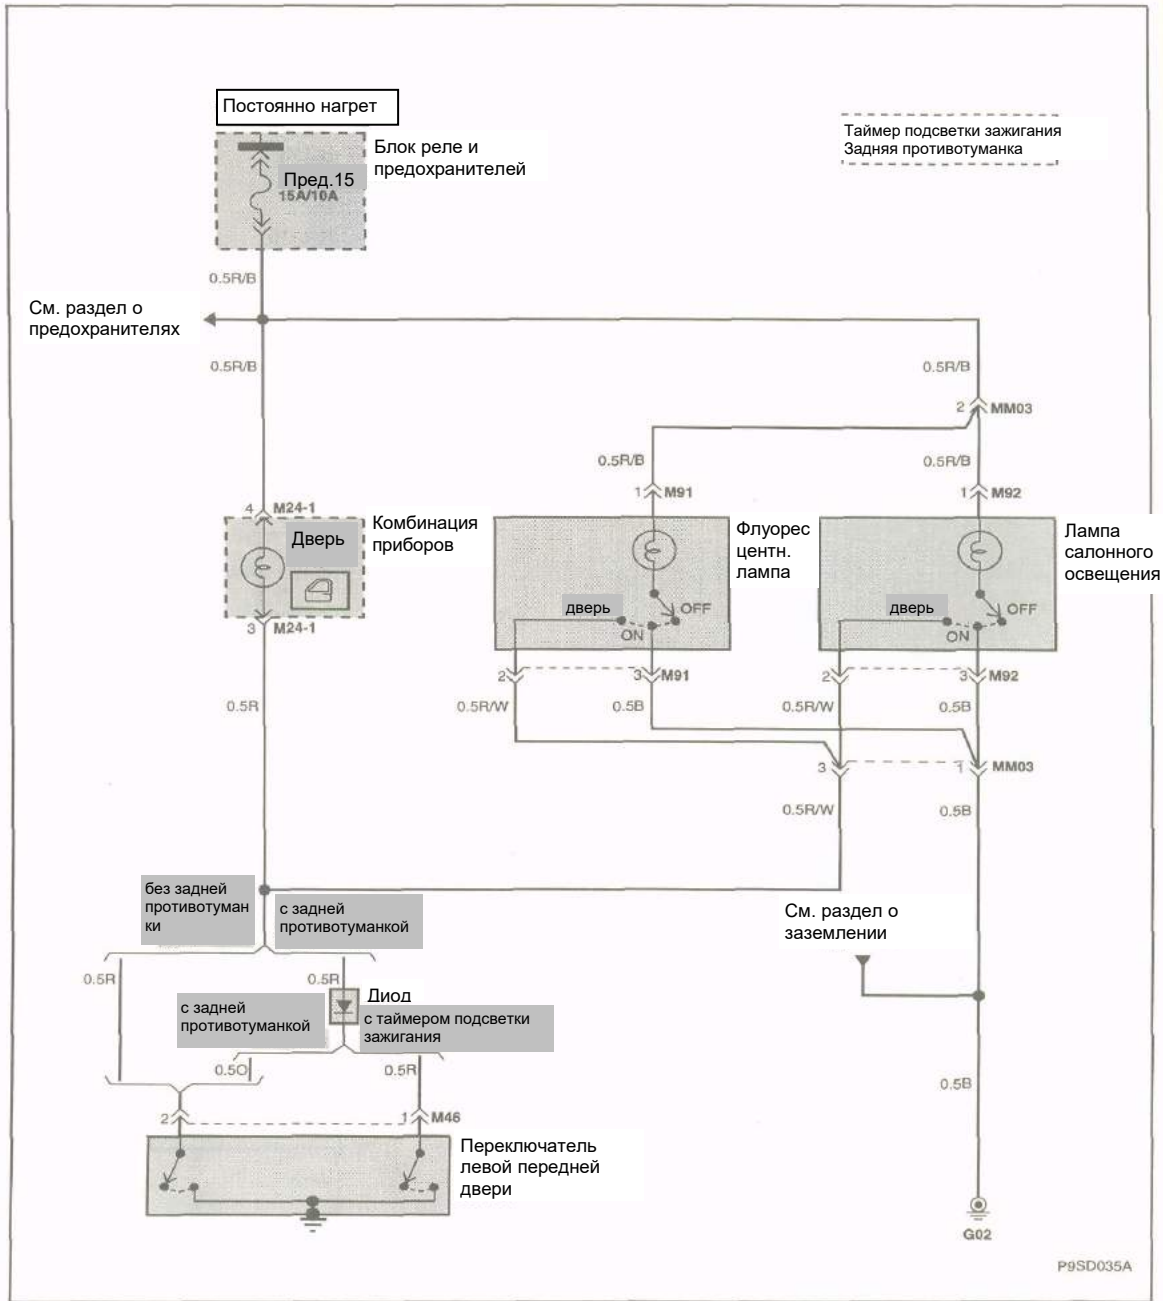 Постоянно нагрет
Блок реле и
предохранителей
Пред.15
15A/10A
Таймер подсветки зажигания
Задняя противотуманка
0.5R/B
См. раздел о
предохранителях
0.5R/B
0.5R/B
2
MM03
0.5R/B
0.5R/B
1
M91
1
M92
4
M24-1
Дверь
Комбинация
приборов
дверь
OFF
ON
Флуорес
центн.
лампа
дверь
OFF
ON
Лампа
салонного
освещения
3
M24-1
2
3
M91
2
3
M92
0.5R
0.5R/W
0.5B
0.5R/W
0.5B
3
1
MM03
0.5R/W
0.5B
без задней
противотуман
ки
с задней
противотуманкой
См. раздел о
заземлении
0.5R
0.5R
Диод
с задней
противотуманкой
с таймером подсветки
зажигания
0.5O
0.5R
0.5B
2
1
M46
Переключатель
левой передней
двери
G02
P9SD035A